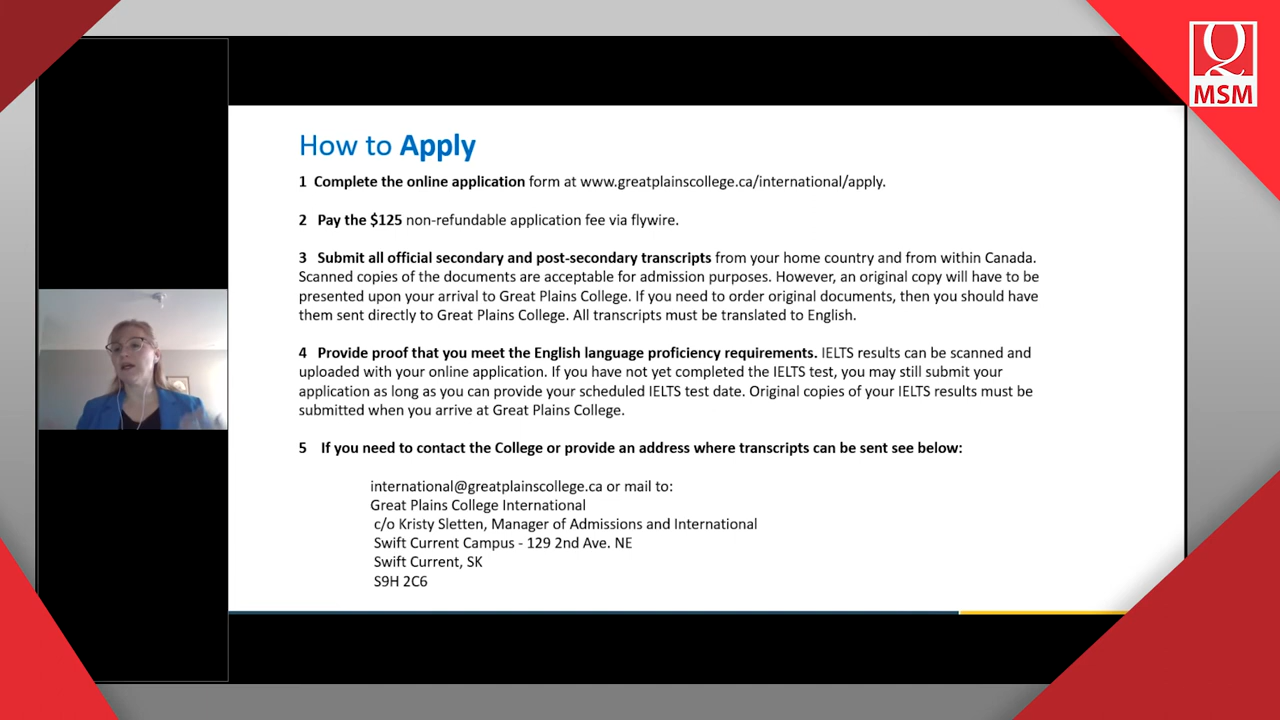 MSM
How to Apply
1 Complete the online application form at www.greatplainscollege.ca/international/apply.
2 Pay the $125 non-refundable application fee via flywire.
3 Submit all official secondary and post-secondary transcripts from your home country and from within Canada.
Scanned copies of the documents are acceptable for admission purposes. However, an original copy will have to be
presented upon your arrival to Great Plains College. If you need to order original documents, then you should have
them sent directly to Great Plains College. All transcripts must be translated to English.
4 Provide proof that you meet the English language proficiency requirements. IELTS results can be scanned and
uploaded with your online application. If you have not yet completed the IELTS test, you may still submit your
application as long as you can provide your scheduled IELTS test date. Original copies of your IELTS results must be
submitted when you arrive at Great Plains College.
5 If you need to contact the College or provide an address where transcripts can be sent see below:
international@greatplainscollege.ca or mail to:
Great Plains College International
c/o Kristy Sletten, Manager of Admissions and International
Swift Current Campus - 129 2nd Ave. NE
Swift Current, SK
S9H 2C6